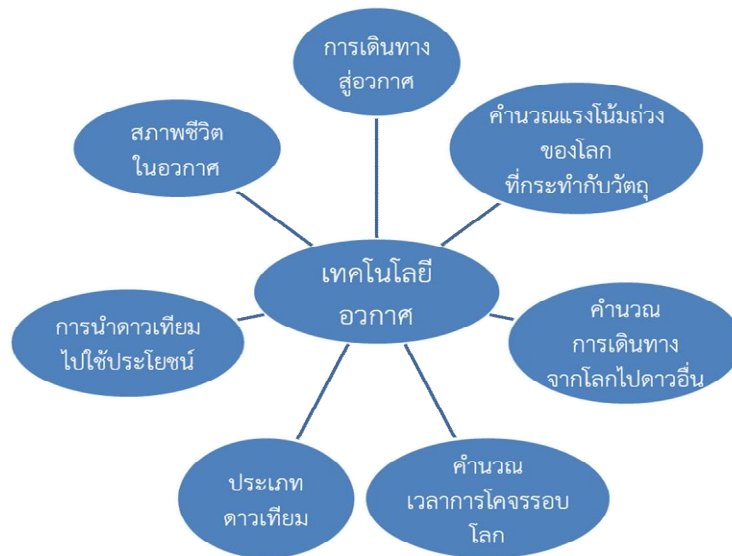 การเดินทาง
สู่อวกาศ
สภาพชีวิต
ในอวกาศ
คำนวณแรงโน้มถ่วง
ของโลก
ที่กระทำกับวัตถุ
เทคโนโลยี
อวกาศ
การนำดาวเทียม
ไปใช้ประโยชน์
คำนวณ
การเดินทาง
จากโลกไปดาวอื่น
ประเภท
ดาวเทียม
คำนวณ
เวลาการโคจรรอบ
โลก